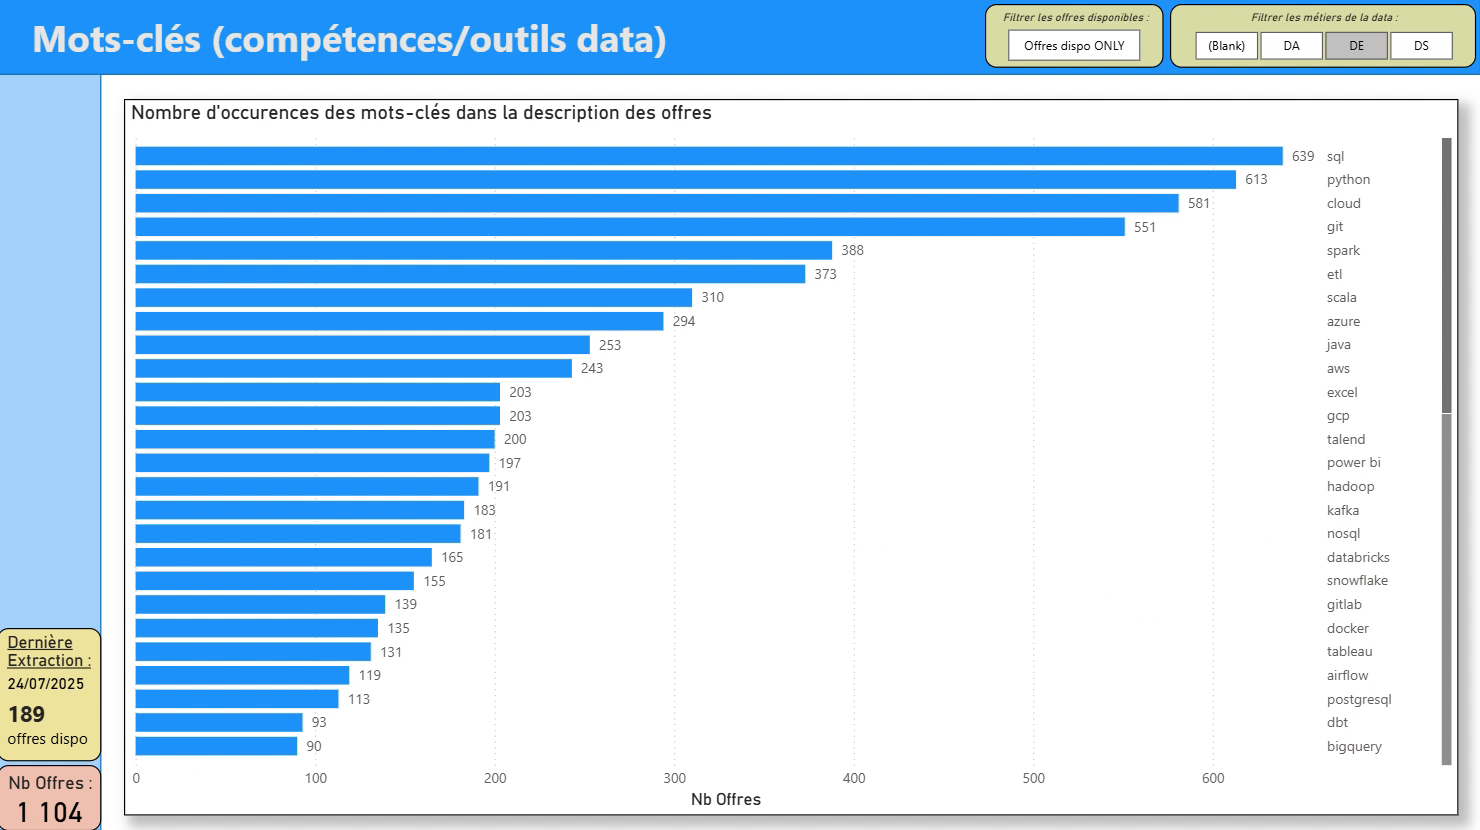 Mots-clés (compétences/outils data)
Filtrer les offres disponibles :
Offres dispo ONLY
Filtrer les métiers de la data :
(Blank) DA DE DS
Nombre d'occurences des mots-clés dans la description des offres
639 sql
613 python
581 cloud
551 git
388 spark
373 etl
310 scala
294 azure
253 java
243 aws
203 excel
203 gcp
200 talend
197 power bi
191 hadoop
183 kafka
181 nosql
165 databricks
155 snowflake
139 gitlab
135 docker
131 tableau
119 airflow
113 postgresql
93 dbt
90 bigquery
0 100 200 300 400 500 600
Nb Offres
Dernière
Extraction :
24/07/2025
189
offres dispo
Nb Offres :
1 104